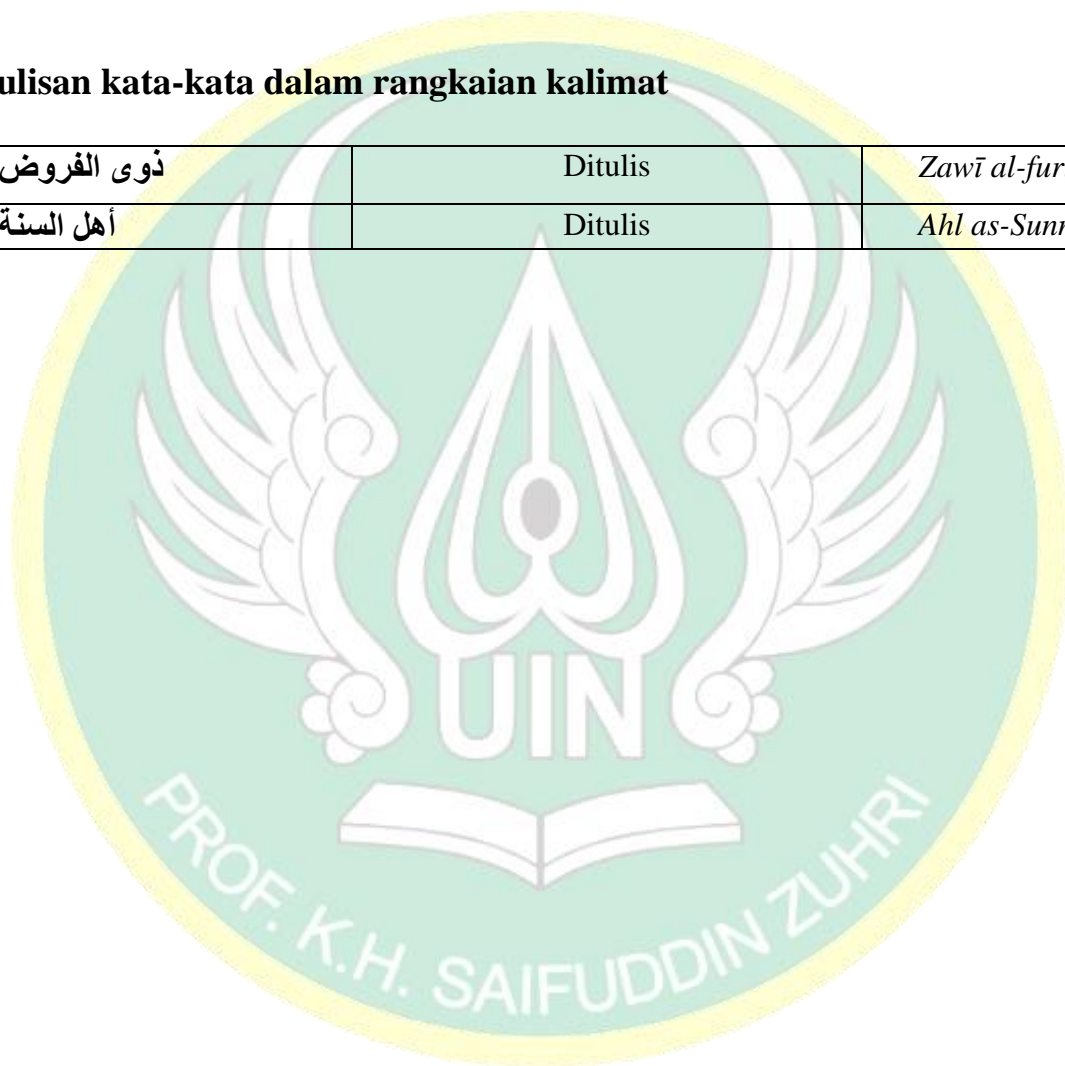 ulisan kata-kata dalam rangkaian kalimat
ذوى الفروض Ditulis Zawī al-fur
أهل السنة Ditulis Ahl as-Sunn
UIN
PROF. K.H. SAIFUDDIN ZUHRI